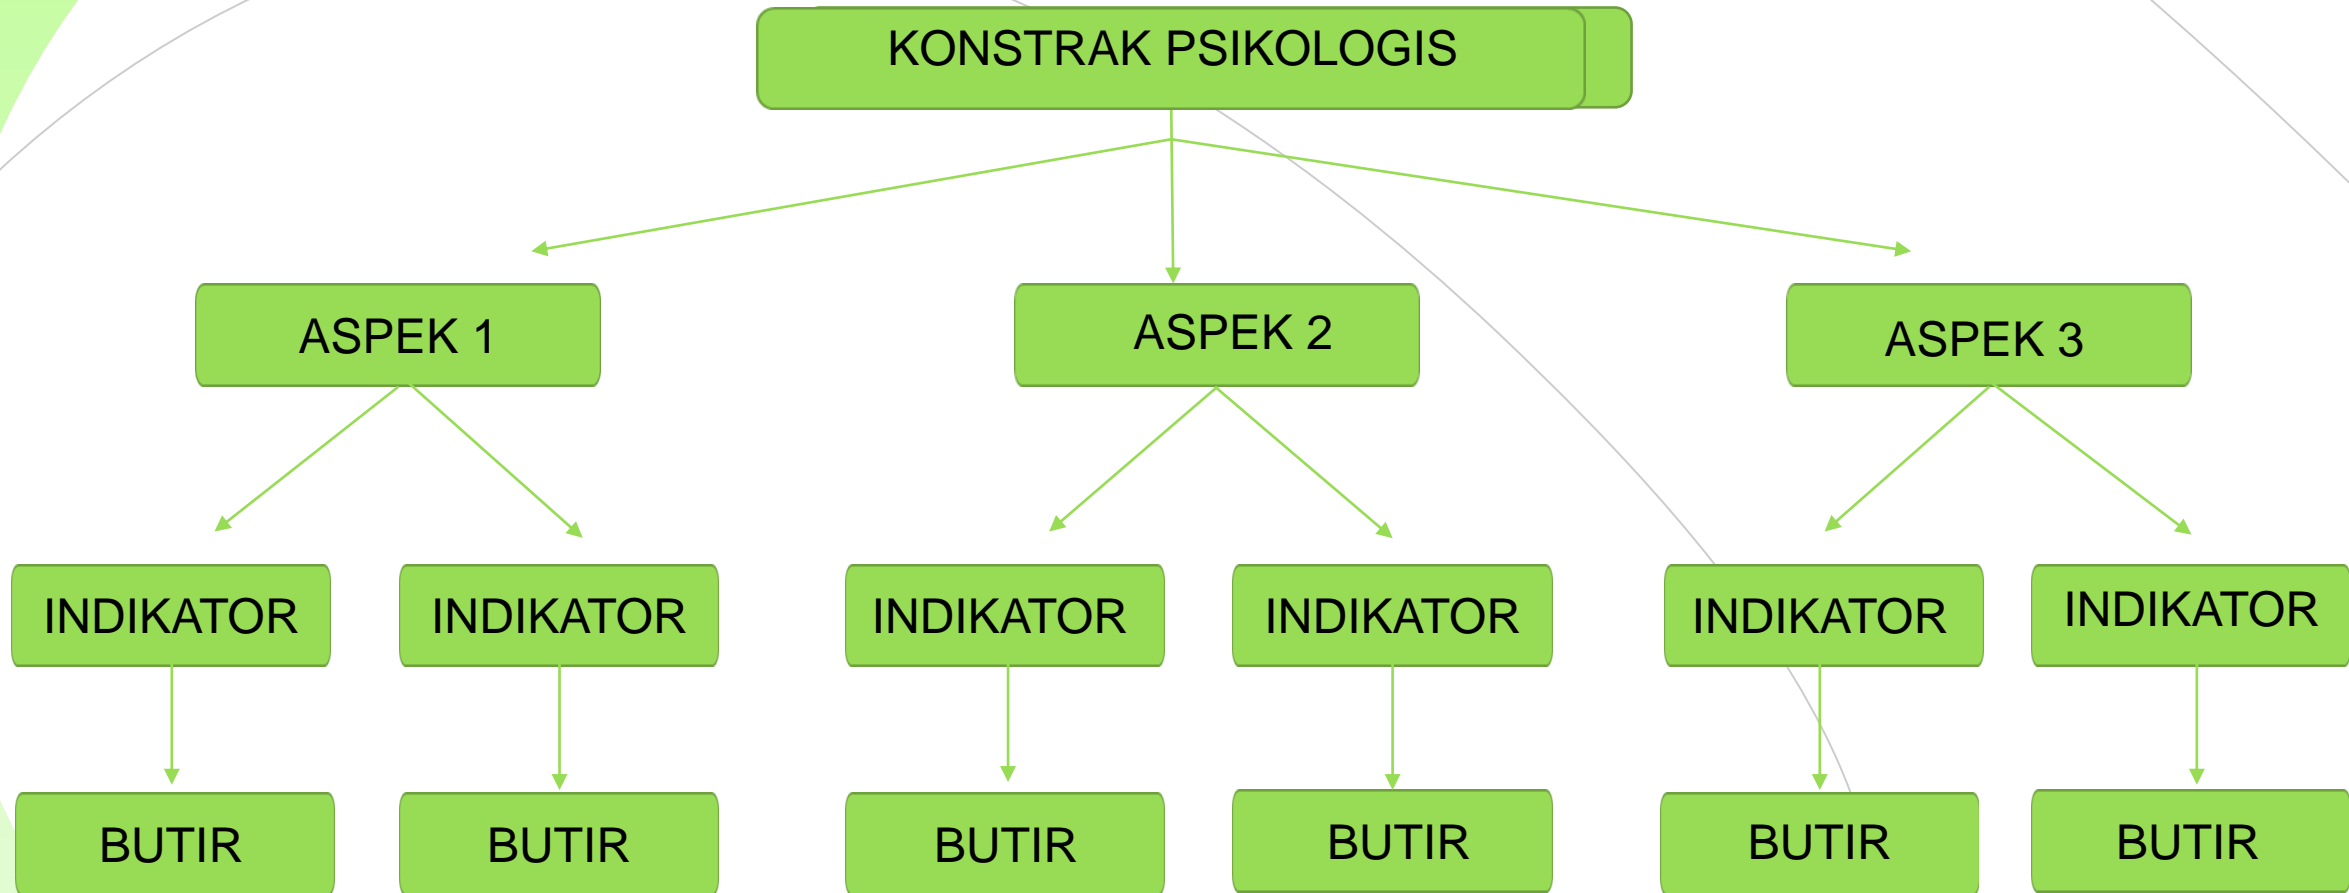 KONSTRAK PSIKOLOGIS
ASPEK 1
ASPEK 2
ASPEK 3
INDIKATOR
INDIKATOR
INDIKATOR
INDIKATOR
INDIKATOR
INDIKATOR
BUTIR
BUTIR
BUTIR
BUTIR
BUTIR
BUTIR